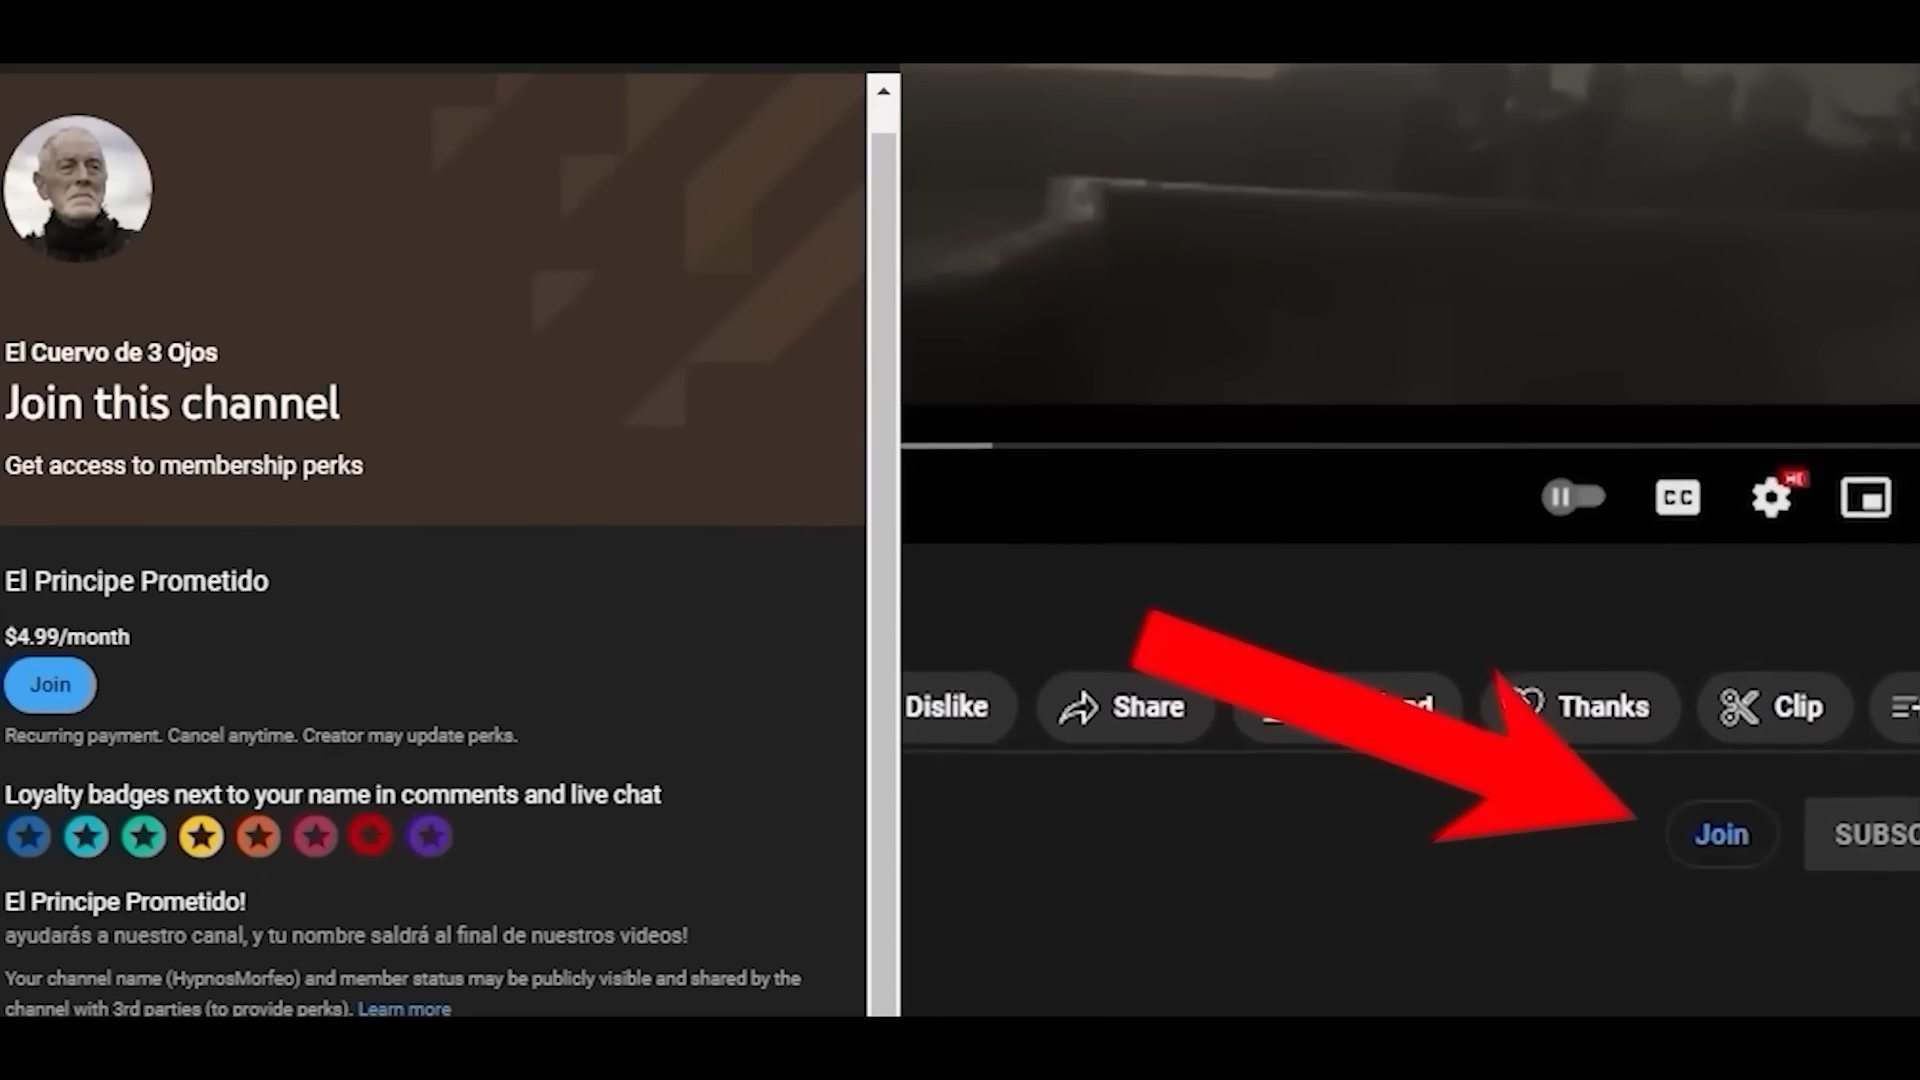 El Cuervo de 3 Ojos
Join this channel
Get access to membership perks
El Principe Prometido
$4.99/month
Join
Recurring payment. Cancel anytime. Creator may update perks.
Loyalty badges next to your name in comments and live chat
El Principe Prometido!
ayudarás a nuestro canal, y tu nombre saldrá al final de nuestros videos!
Your channel name (HypnosMorfeo) and member status may be publicly visible and shared by the
channel with 3rd parties (to provide perks). Learn more
CC
HD
Dislike
Share
Thanks
Clip
Join
SUBSC